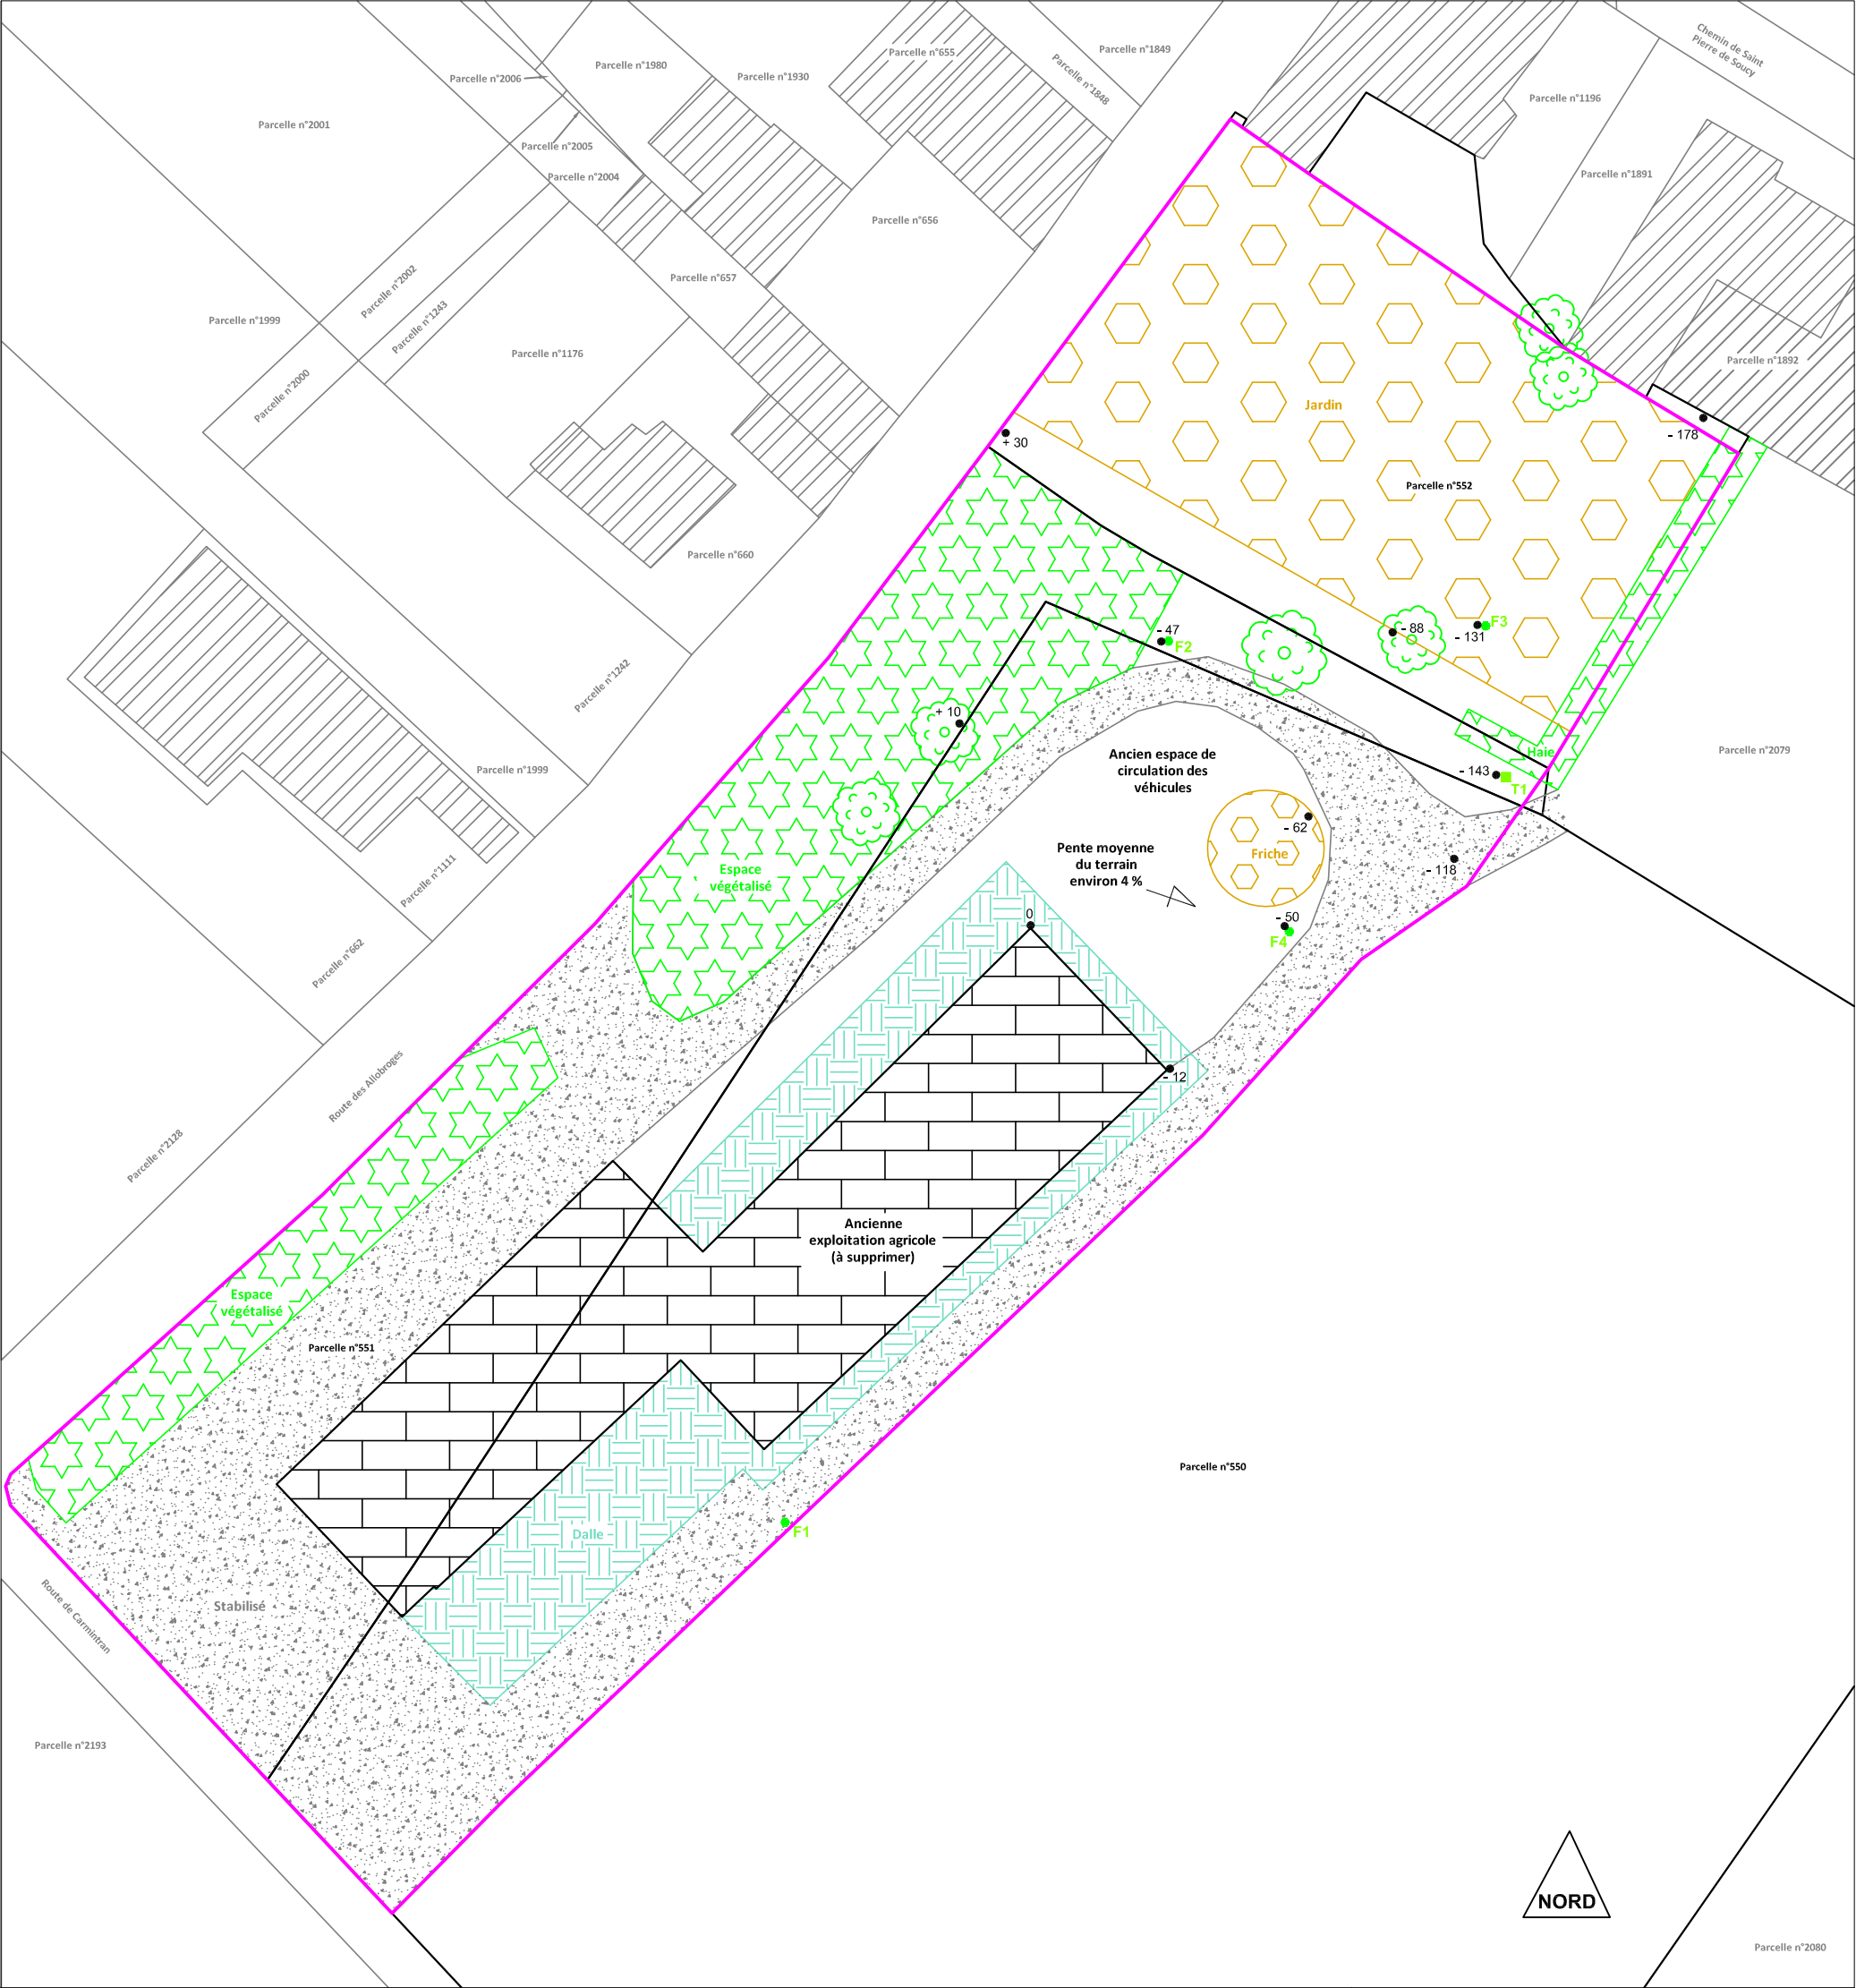 Chemin de Saint
Pierre de Soucy
Parcelle n°1849
Parcelle n°655
Parcelle n°1980
Parcelle n°2006
Parcelle n°1930
Parcelle n°1848
Parcelle n°1196
Parcelle n°2001
Parcelle n°2005
Parcelle n°2004
Parcelle n°1891
Parcelle n°656
Parcelle n°657
Parcelle n°2002
Parcelle n°1243
Parcelle n°1999
Parcelle n°1176
Parcelle n°1892
Parcelle n°2000
Jardin
- 178
+ 30
Parcelle n°552
Parcelle n°660
- 47
F2
- 88
F3
- 131
Parcelle n°1242
+ 10
Haie
Parcelle n°2079
Ancien espace de
circulation des
véhicules
Parcelle n°1999
- 143
T1
- 62
Pente moyenne
du terrain
environ 4 %
Friche
- 118
Espace
végétalisé
Parcelle n°1111
0
- 50
F4
Parcelle n°662
Route des Allobroges
- 12
Parcelle n°2128
Ancienne
exploitation agricole
(à supprimer)
Espace
végétalisé
Parcelle n°551
Parcelle n°550
Dalle
F1
Stabilisé
Route de Carmintran
Parcelle n°2193
NORD
Parcelle n°2080